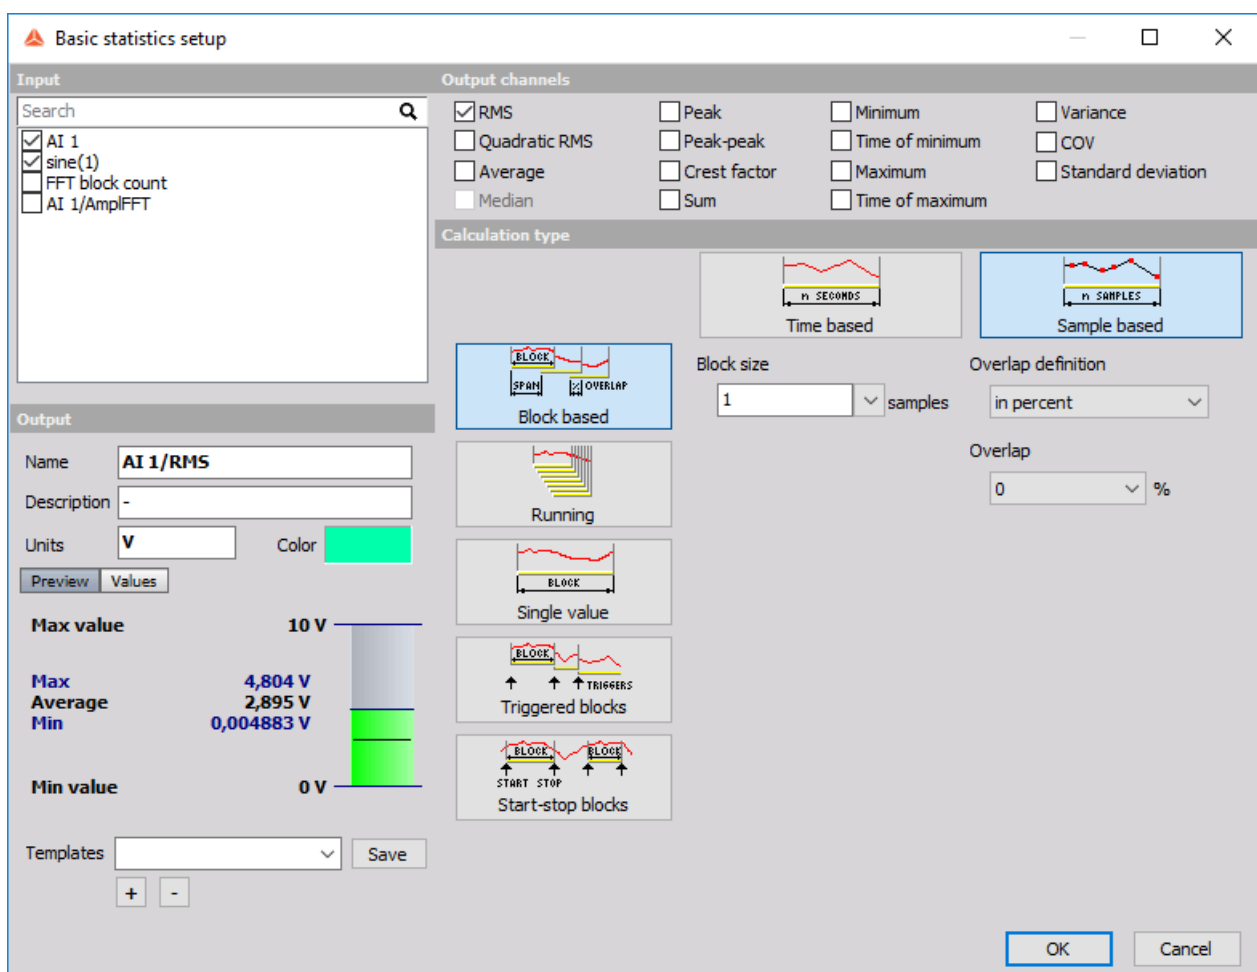 Basic statistics setup
Input
Search
AI 1
sine(1)
FFT block count
AI 1/AmplFFT
Output channels
RMS
Quadratic RMS
Average
Median
Peak
Peak-peak
Crest factor
Sum
Minimum
Time of minimum
Maximum
Time of maximum
Variance
COV
Standard deviation
Calculation type
n SECONDS
Time based
n SAMPLES
Sample based
BLOCK
SPAN % OVERLAP
Block based
Running
BLOCK
Single value
BLOCK
TRIGGERS
Triggered blocks
BLOCK BLOCK
START STOP
Start-stop blocks
Block size
1 samples
Overlap definition
in percent
Overlap
0 %
Output
Name AI 1/RMS
Description -
Units V Color
Preview Values
Max value 10 V
Max 4,804 V
Average 2,895 V
Min 0,004883 V
Min value 0 V
Templates Save
+ -
OK Cancel